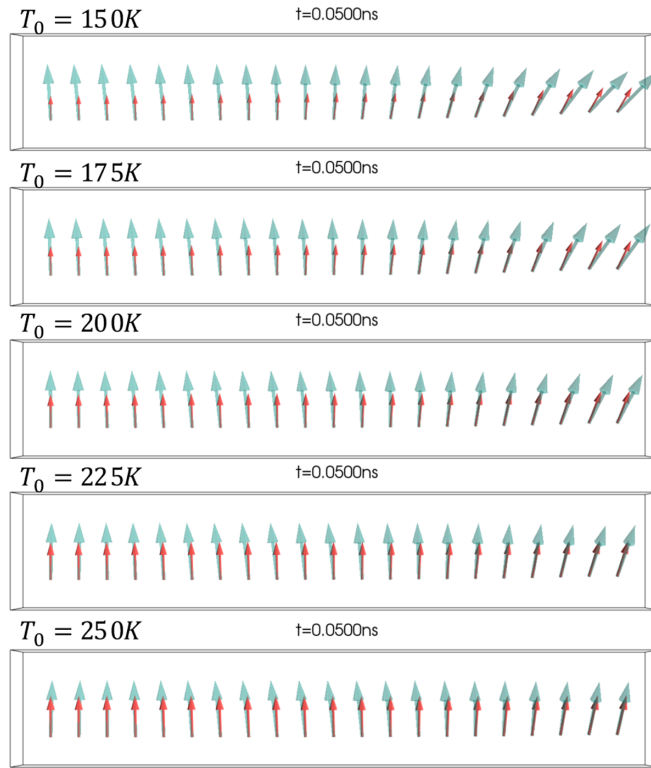 T₀ = 150K
t=0.0500ns
T₀ = 175K
t=0.0500ns
T₀ = 200K
t=0.0500ns
T₀ = 225K
t=0.0500ns
T₀ = 250K
t=0.0500ns